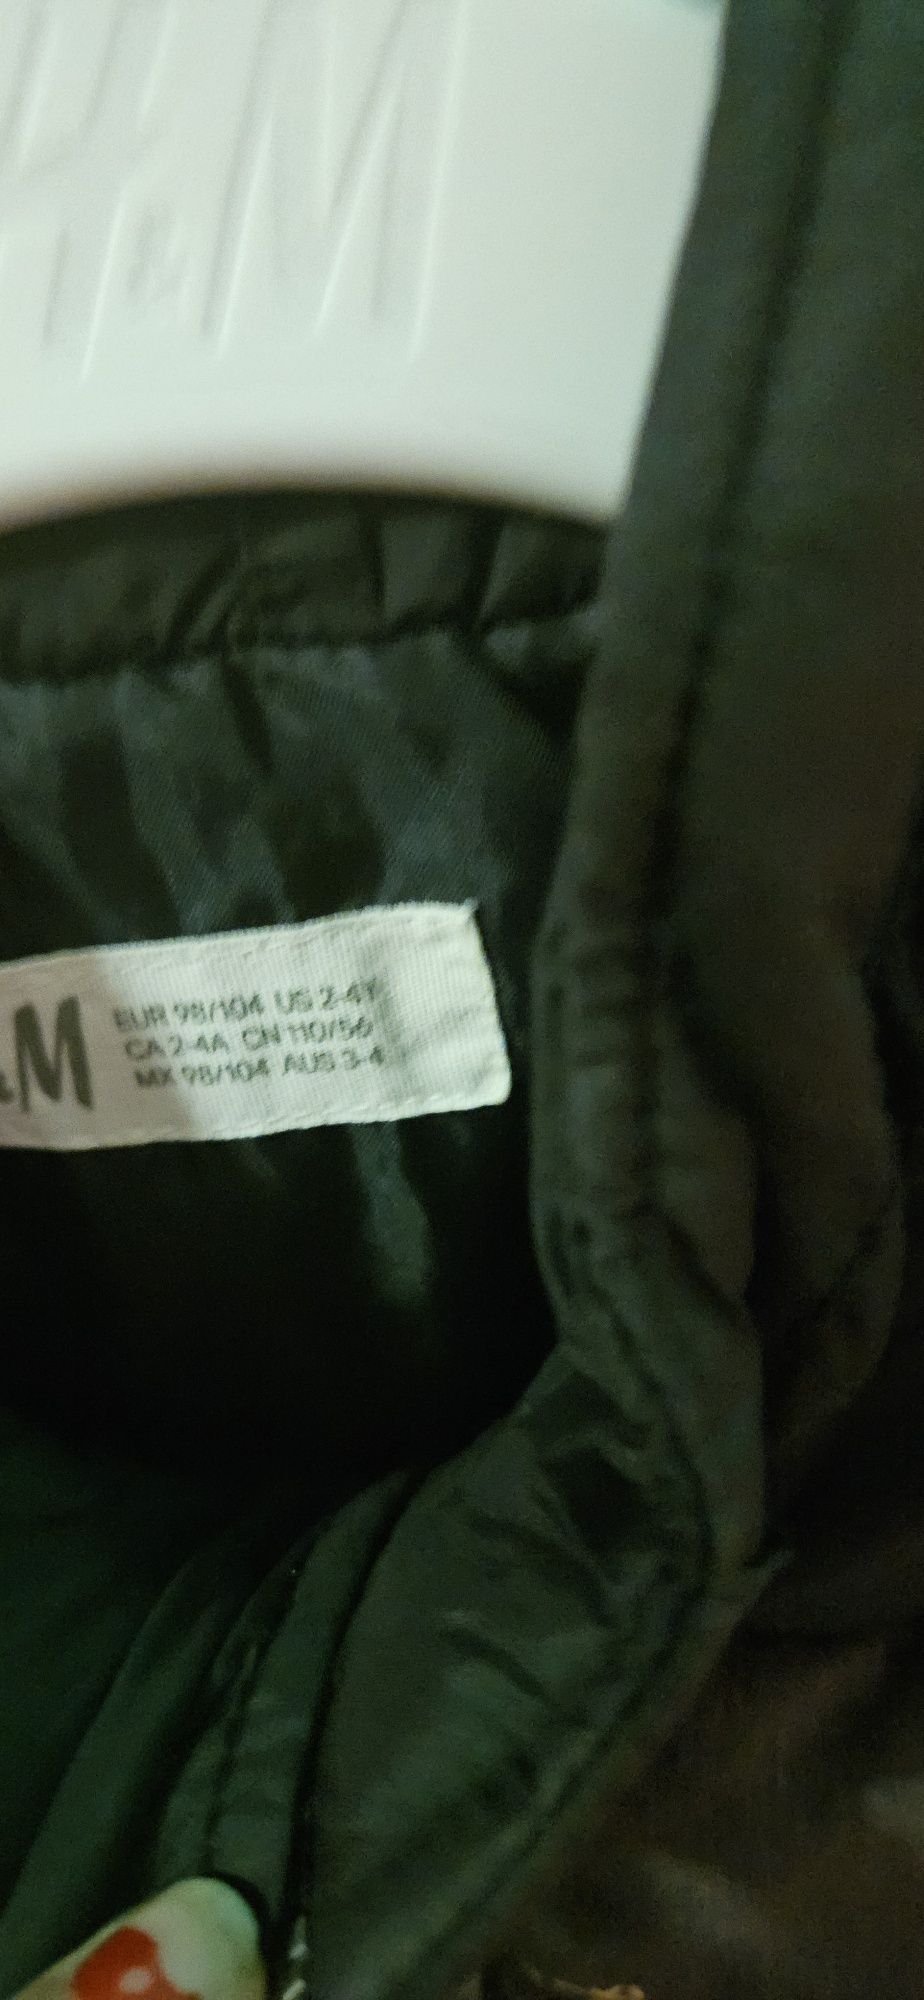 &M
&M
EUR 98/104 US 2-4Y
CA 2-4A CN 110/56
MX 98/104 AUS 3-4